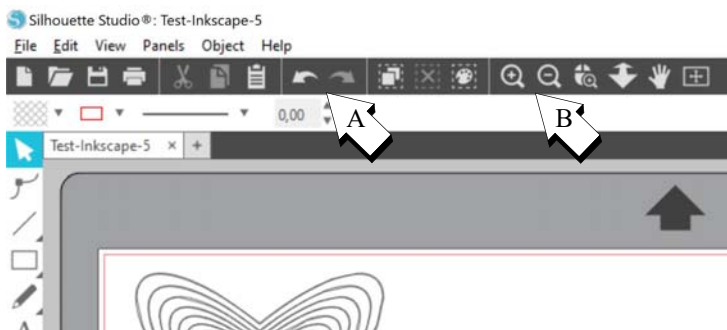 Silhouette Studio®: Test-Inkscape-5
File Edit View Panels Object Help
0,00
A
B
Test-Inkscape-5 × +
A